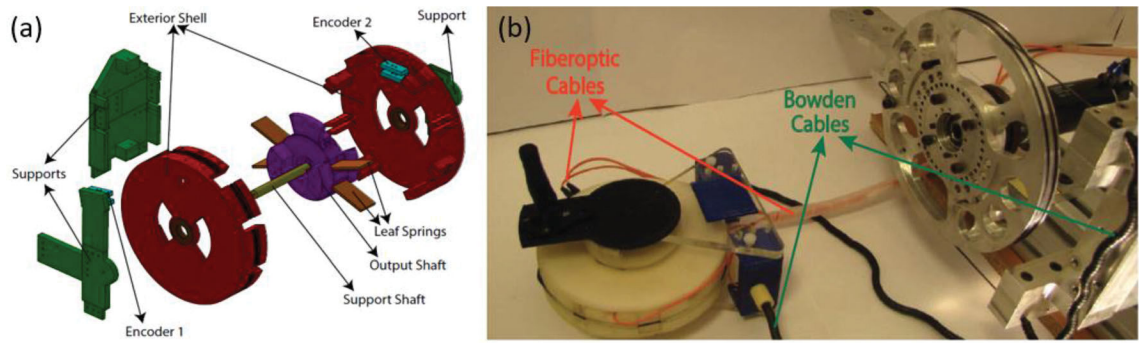 (a)
Exterior Shell
Encoder 2
Support
Supports
Leaf Springs
Output Shaft
Support Shaft
Encoder 1
(b)
Fiberoptic
Cables
Bowden
Cables